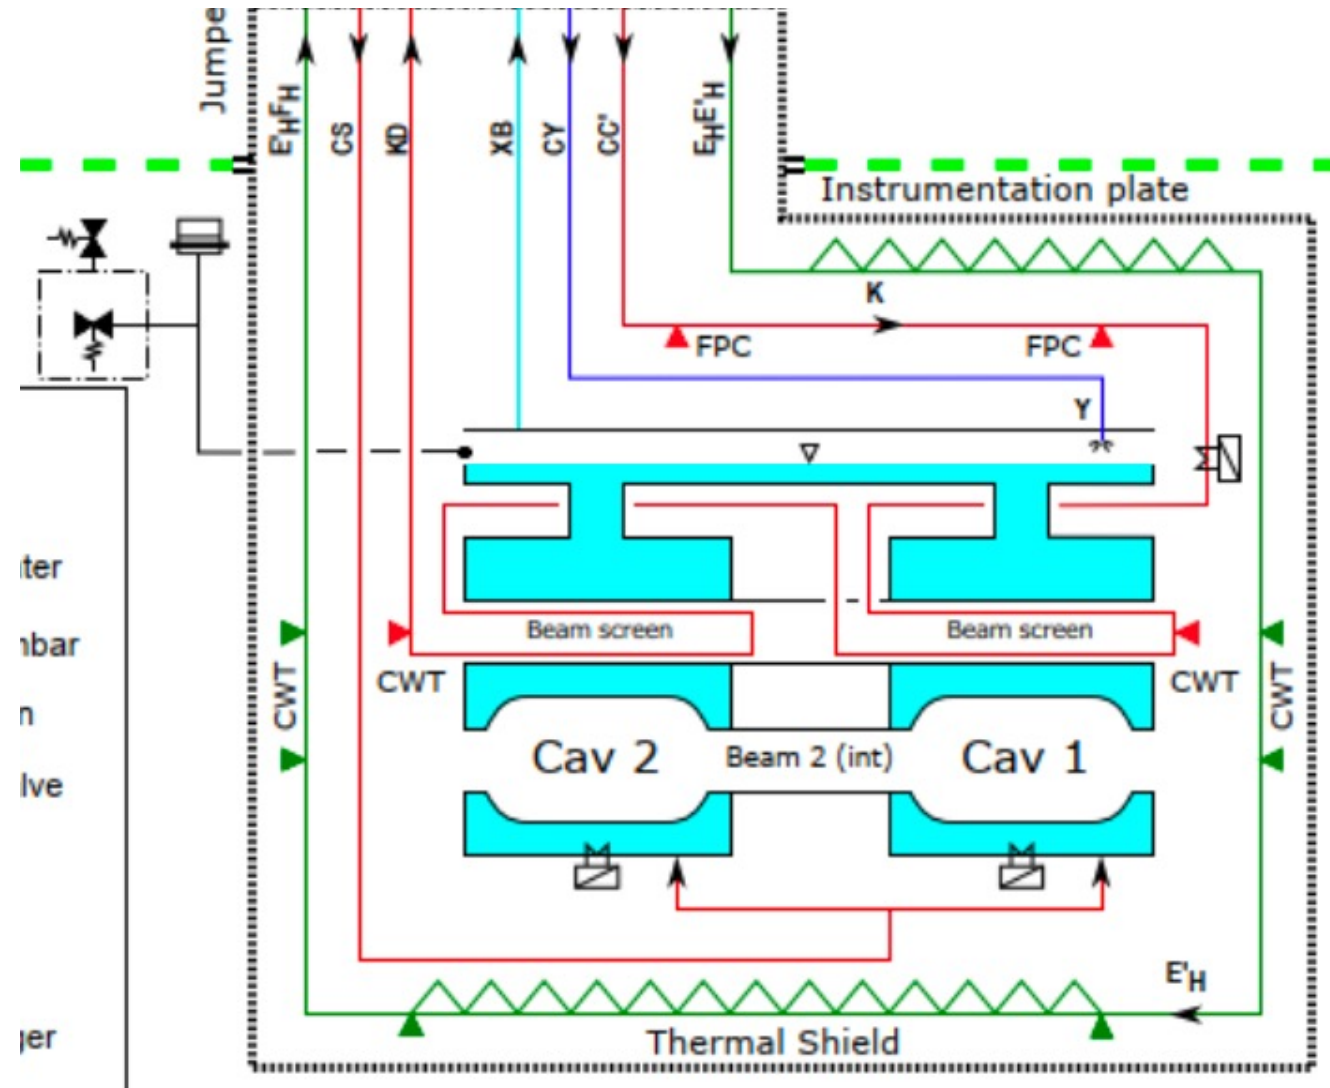 Jumpe
E'HFH
CS
KD
XB
CY
CC'
EHE'H
Instrumentation plate
K
FPC
FPC
Y
Beam screen
Beam screen
CWT
CWT
CWT
CWT
Cav 2
Beam 2 (int)
Cav 1
E'H
Thermal Shield
ter
nbar
n
lve
ger